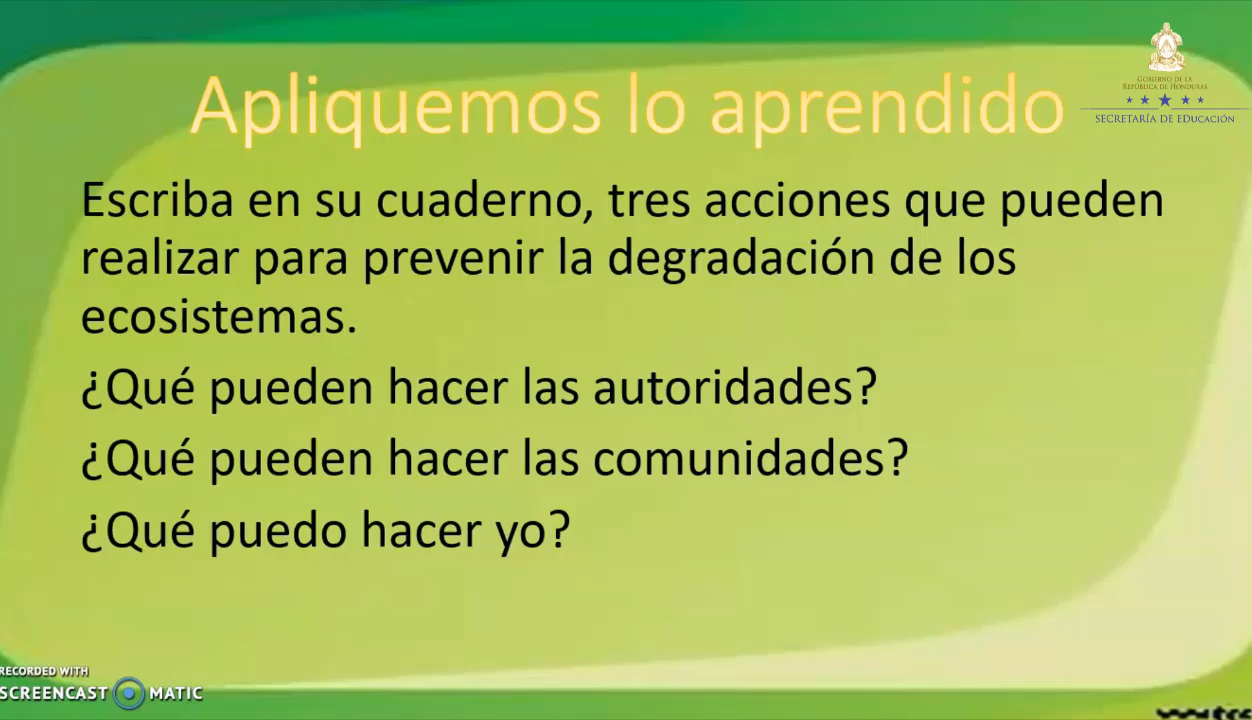 GOBIERNO DE LA
REPÚBLICA DE HONDURAS
SECRETARÍA DE EDUCACIÓN
Apliquemos lo aprendido
Escriba en su cuaderno, tres acciones que pueden
realizar para prevenir la degradación de los
ecosistemas.
¿Qué pueden hacer las autoridades?
¿Qué pueden hacer las comunidades?
¿Qué puedo hacer yo?
RECORDED WITH
SCREENCAST MATIC